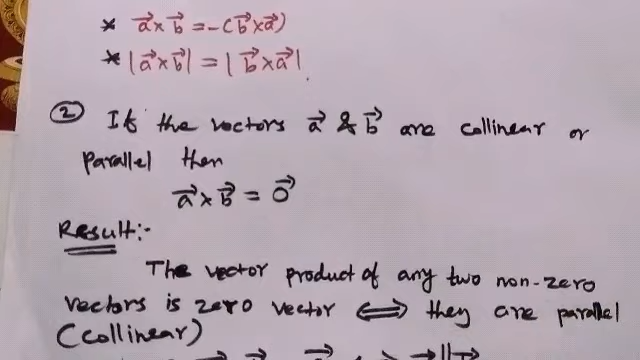 * a⃗ × b⃗ = -(b⃗ × a⃗)
* |a⃗ × b⃗| = |b⃗ × a⃗|.
② If the vectors a⃗ & b⃗ are collinear or
parallel then
a⃗ × b⃗ = 0⃗
Result:-
The vector product of any two non-zero
vectors is zero vector ⟺ they are parallel
(collinear)